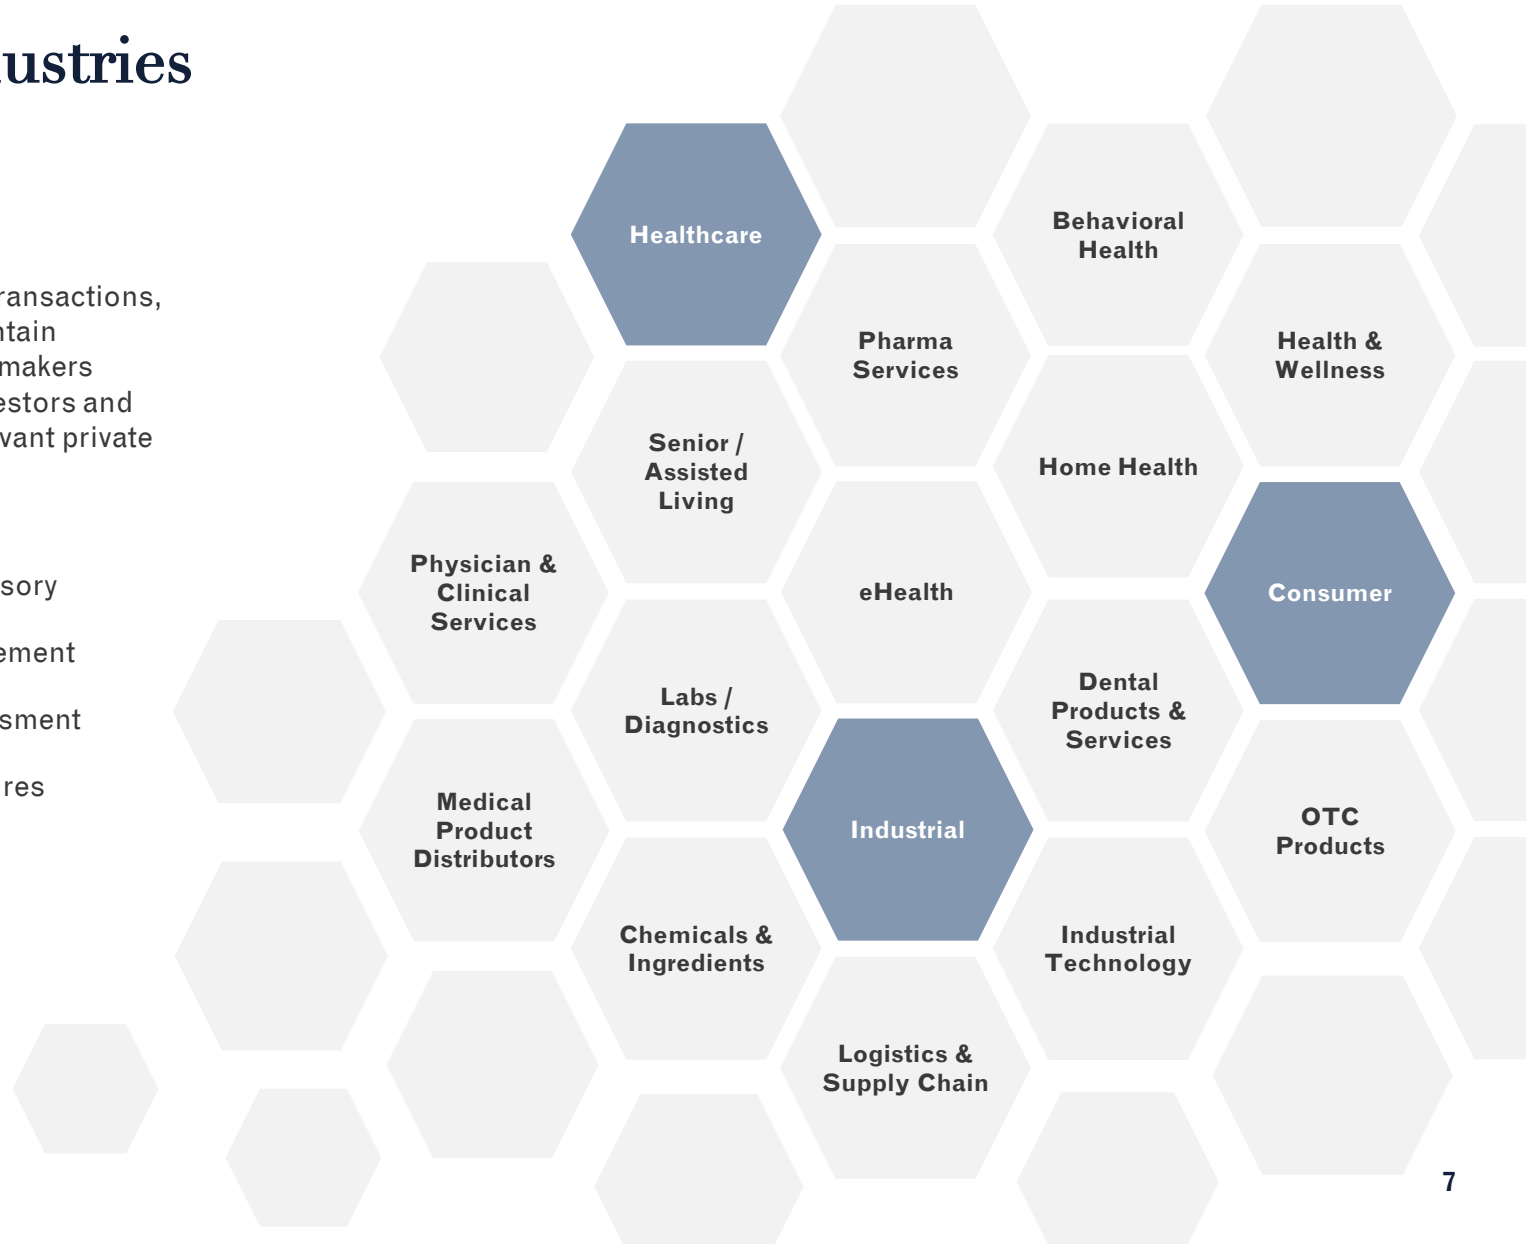 ustries
ransactions,
ntain
makers
estors and
vant private
sory
ement
sment
res
Healthcare
Behavioral
Health
Pharma
Services
Health &
Wellness
Senior /
Assisted
Living
Home Health
Physician &
Clinical
Services
eHealth
Consumer
Labs /
Diagnostics
Dental
Products &
Services
Medical
Product
Distributors
Industrial
OTC
Products
Chemicals &
Ingredients
Industrial
Technology
Logistics &
Supply Chain
7